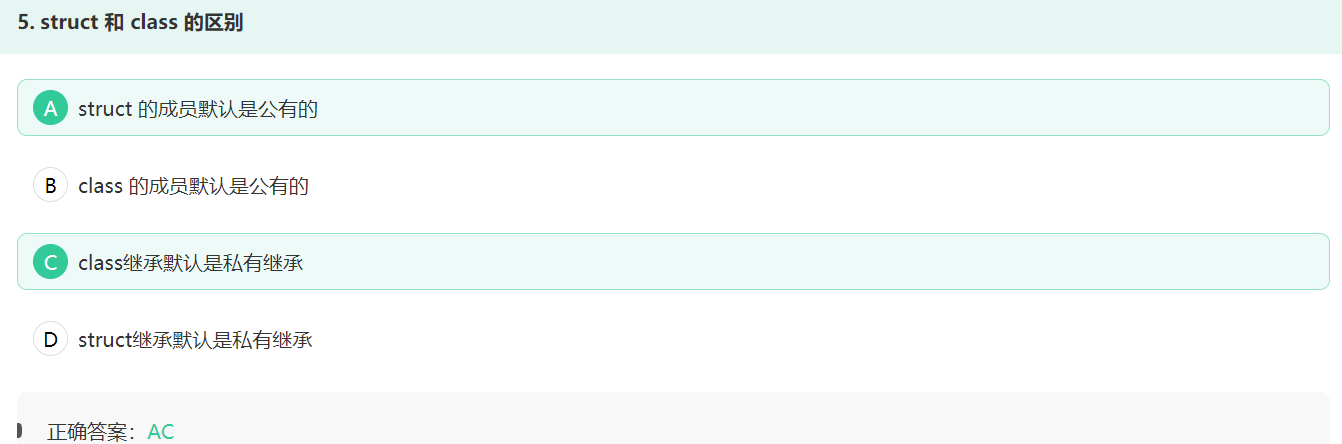 5. struct 和 class 的区别
A struct 的成员默认是公有的
B class 的成员默认是公有的
C class继承默认是私有继承
D struct继承默认是私有继承
正确答案：AC